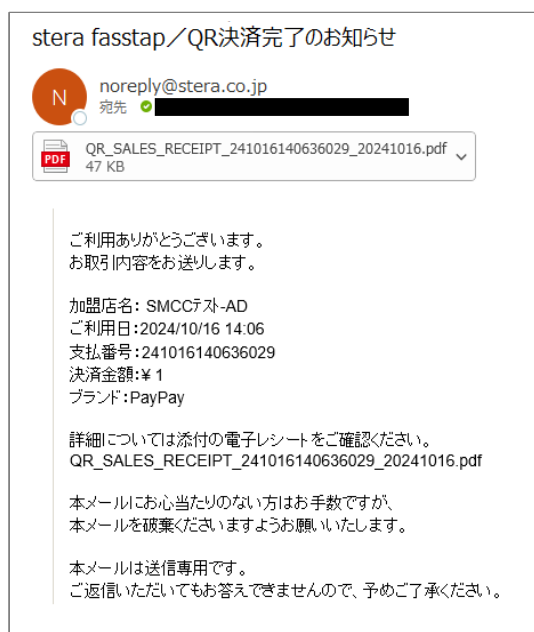 stera fasstap／QR決済完了のお知らせ
N
noreply@stera.co.jp
宛先
PDF
QR_SALES_RECEIPT_241016140636029_20241016.pdf
47 KB
ご利用ありがとうございます。
お取引内容をお送りします。
加盟店名: SMCCﾃｽﾄ-AD
ご利用日:2024/10/16 14:06
支払番号:241016140636029
決済金額:¥ 1
ブランド:PayPay
詳細については添付の電子レシートをご確認ください。
QR_SALES_RECEIPT_241016140636029_20241016.pdf
本メールにお心当たりのない方はお手数ですが、
本メールを破棄くださいますようお願いいたします。
本メールは送信専用です。
ご返信いただいてもお答えできませんので、予めご了承ください。